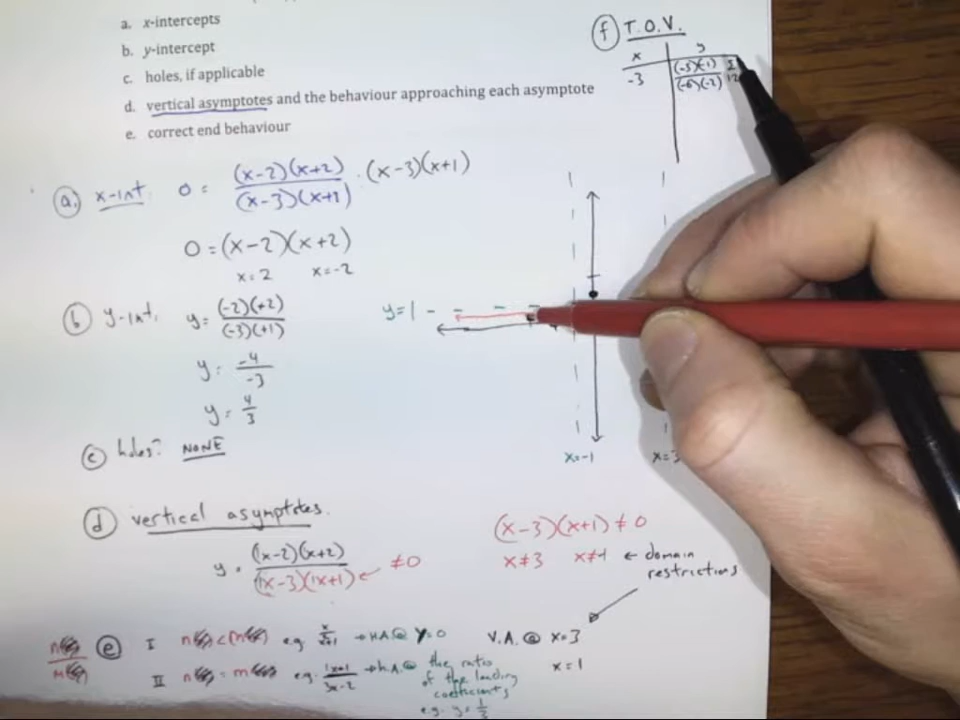 a. x-intercepts
b. y-intercept
c. holes, if applicable
d. vertical asymptotes and the behaviour approaching each asymptote
e. correct end behaviour
(f) T.O.V.
x y
-3 (-5)(-1)
(-6)(-2)
(a) x-int. 0 = (x-2)(x+2) / (x-3)(x+1) · (x-3)(x+1)
0 = (x-2)(x+2)
x=2 x=-2
(b) y-int. y = (-2)(+2) / (-3)(+1)
y = -4 / -3
y = 4/3
(c) holes? NONE
y=1
x=-1 x=3
(d) vertical asymptotes.
y = (1x-2)(x+2) / (1x-3)(1x+1) ← ≠0
(x-3)(x+1) ≠ 0
x≠3 x≠-1 ← domain
restrictions
V.A. @ x=3
x=1
(e) I n < m e.g. x/x+1 → H.A @ y=0
II n = m e.g. 1x+1/3x-2 → h.A @ the ratio
of the leading
coefficients
e.g. y = 1/3